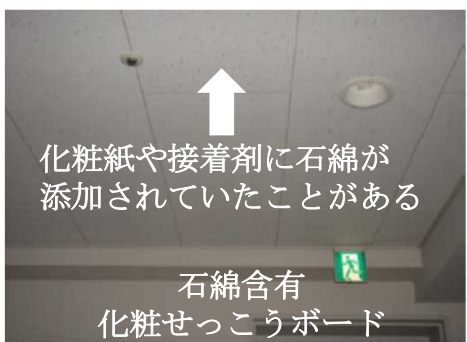 化粧紙や接着剤に石綿が
添加されていたことがある
石綿含有
化粧せっこうボード